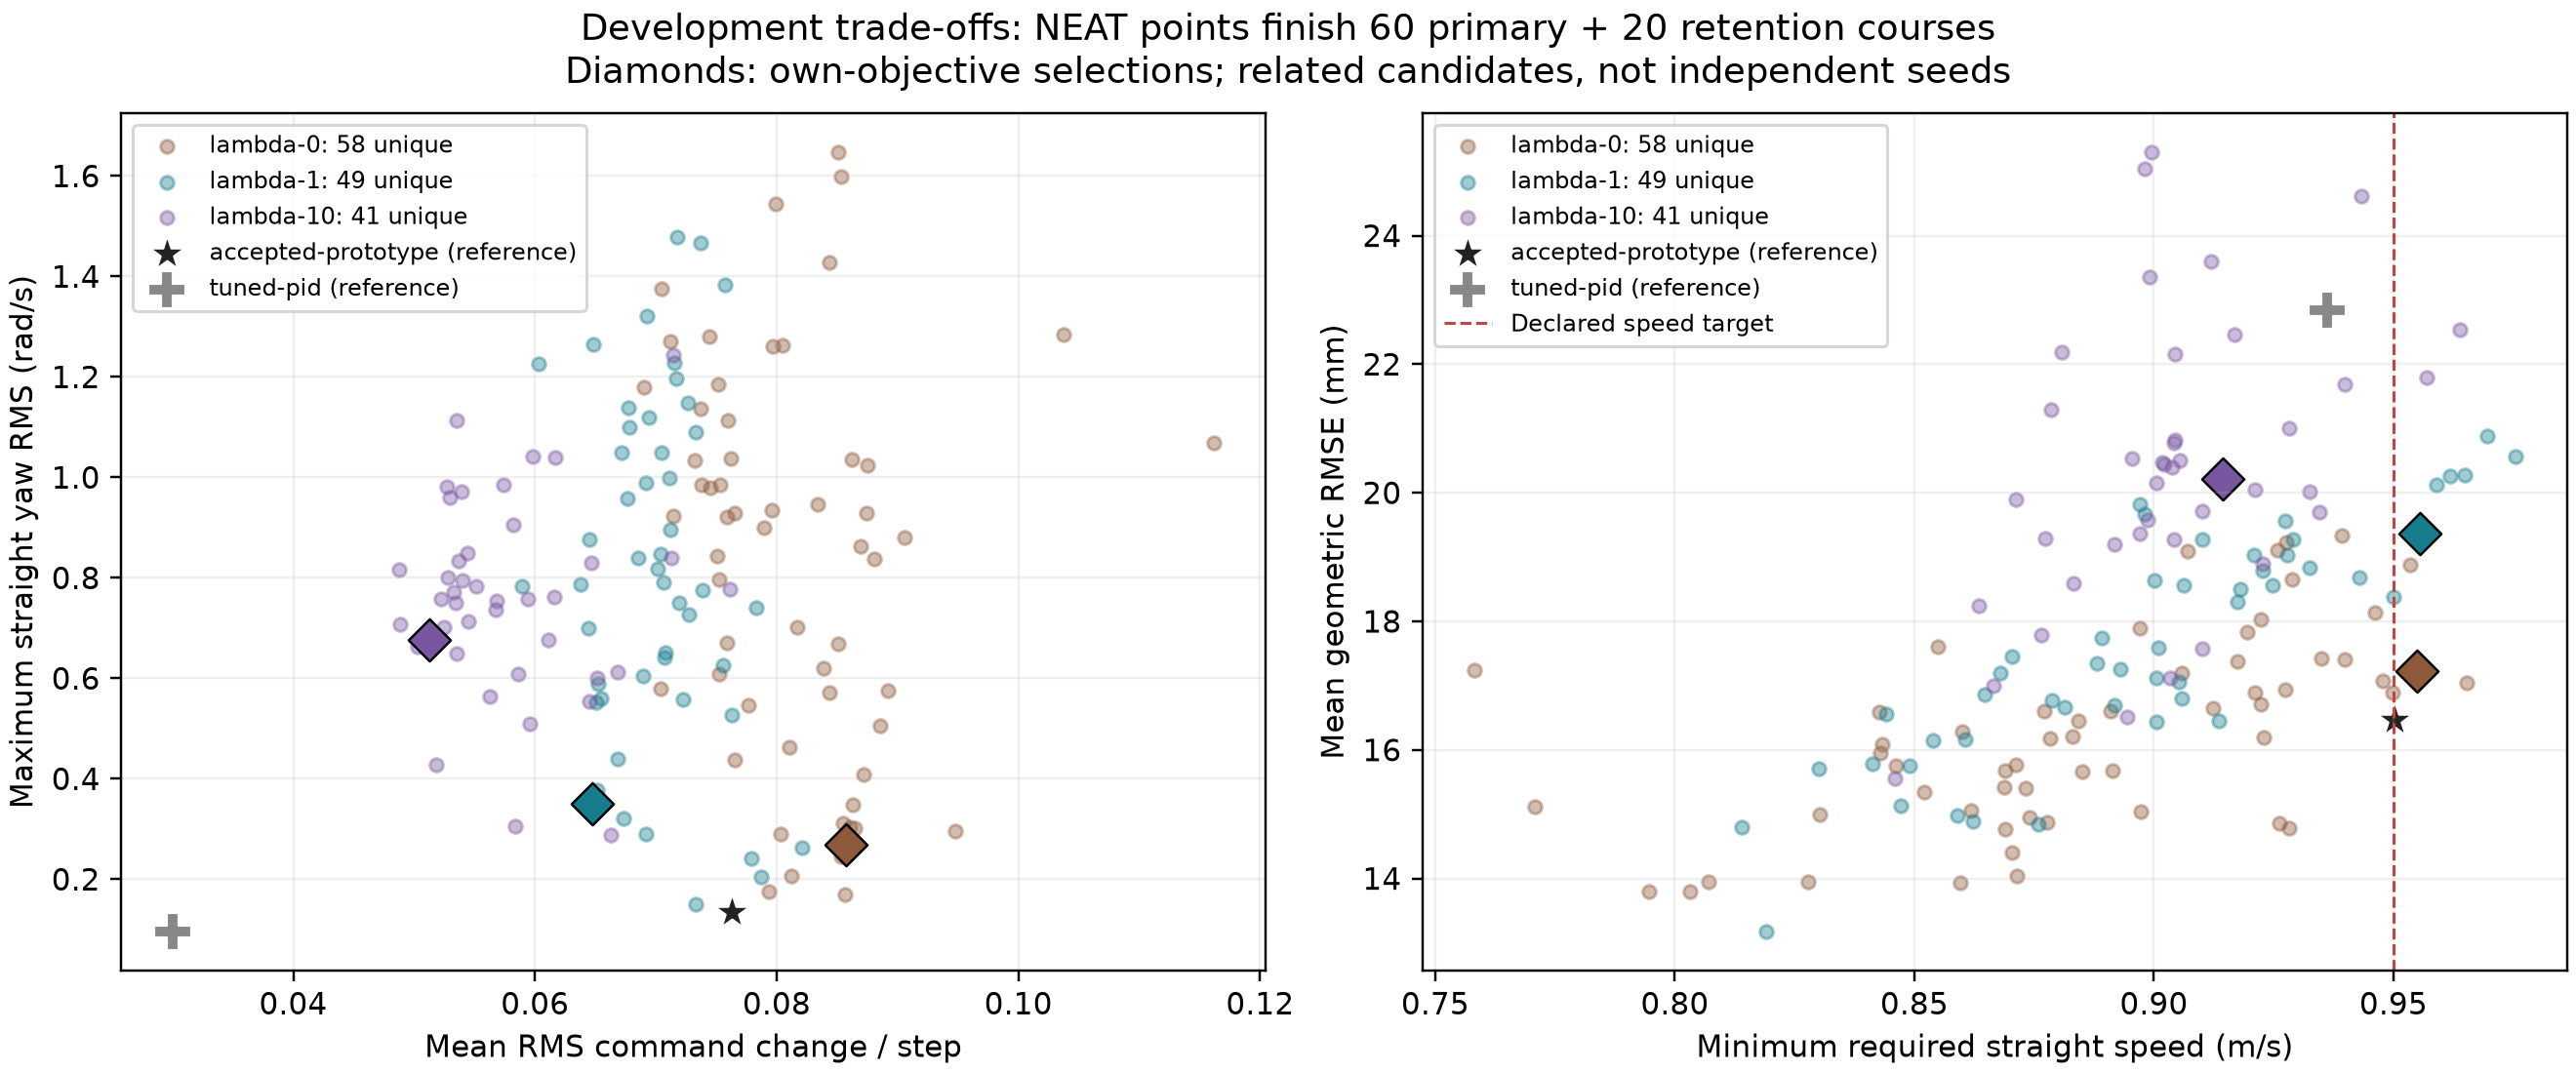 Development trade-offs: NEAT points finish 60 primary + 20 retention courses
Diamonds: own-objective selections; related candidates, not independent seeds
lambda-0: 58 unique
lambda-1: 49 unique
lambda-10: 41 unique
accepted-prototype (reference)
tuned-pid (reference)
Maximum straight yaw RMS (rad/s)
1.6
1.4
1.2
1.0
0.8
0.6
0.4
0.2
0.04
0.06
0.08
0.10
0.12
Mean RMS command change / step
lambda-0: 58 unique
lambda-1: 49 unique
lambda-10: 41 unique
accepted-prototype (reference)
tuned-pid (reference)
Declared speed target
Mean geometric RMSE (mm)
24
22
20
18
16
14
0.75
0.80
0.85
0.90
0.95
Minimum required straight speed (m/s)